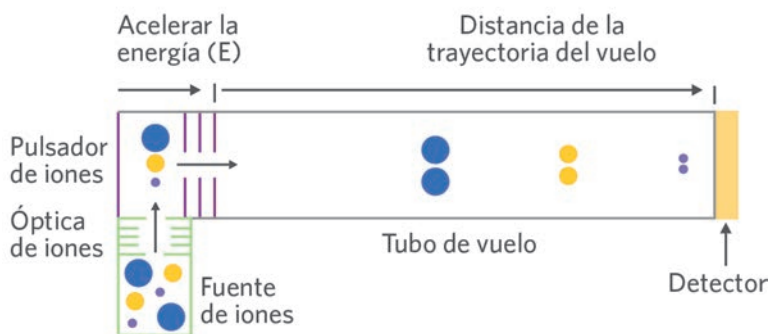 Acelerar la
energía (E)
Distancia de la
trayectoria del vuelo
Pulsador
de iones
Óptica
de iones
Tubo de vuelo
Fuente
de iones
Detector